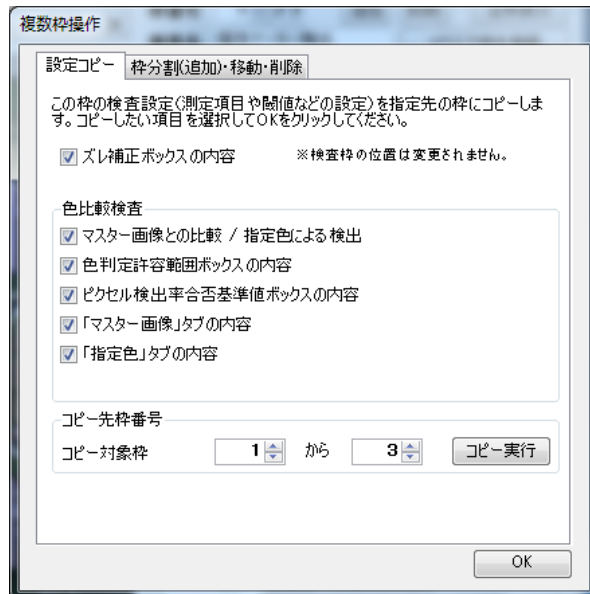 複数枠操作
設定コピー 枠分割(追加)・移動・削除
この枠の検査設定(測定項目や閾値などの設定)を指定先の枠にコピーしま
す。コピーしたい項目を選択してOKをクリックしてください。
ズレ補正ボックスの内容 ※検査枠の位置は変更されません。
色比較検査
マスター画像との比較 / 指定色による検出
色判定許容範囲ボックスの内容
ピクセル検出率合否基準値ボックスの内容
「マスター画像」タブの内容
「指定色」タブの内容
コピー先枠番号
コピー対象枠 1 から 3 コピー実行
OK